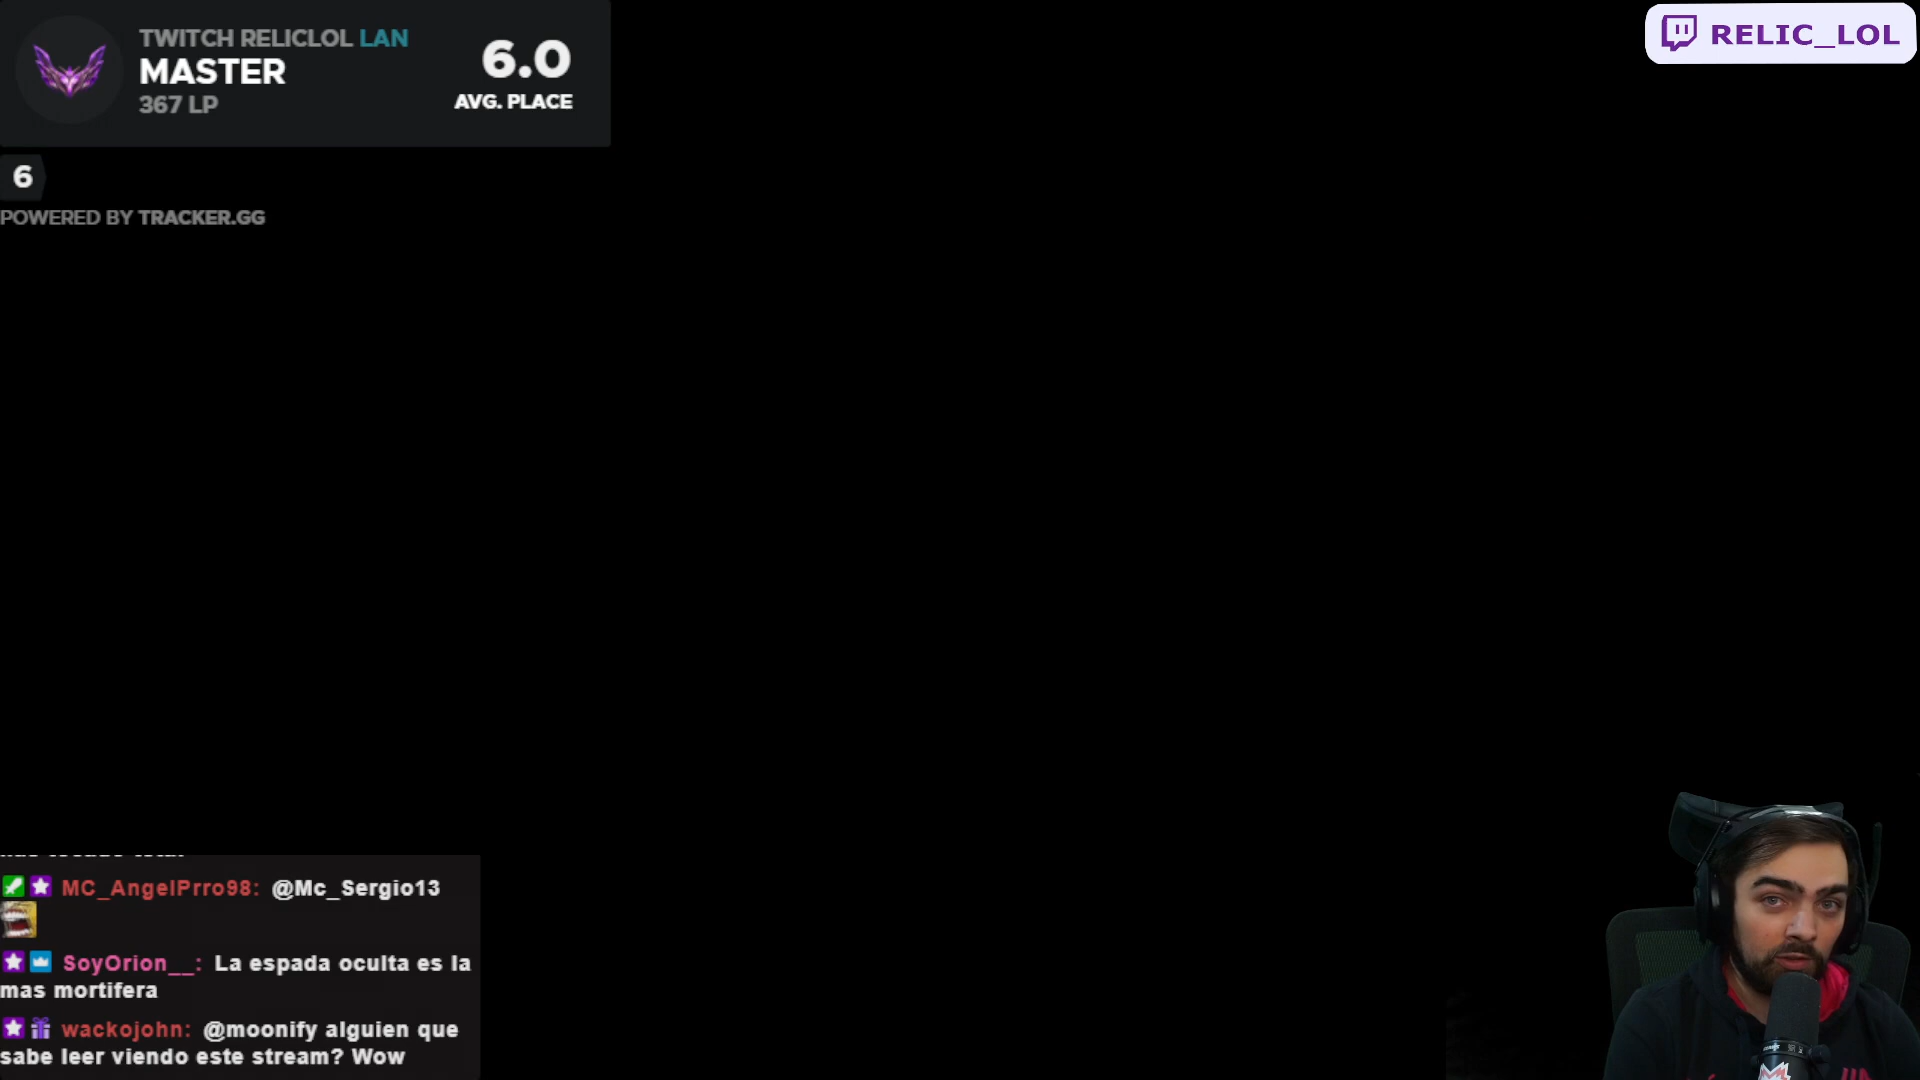 TWITCH RELICLOL LAN
MASTER
367 LP
6.0
AVG. PLACE
RELIC_LOL
6
POWERED BY TRACKER.GG
MC_AngelPrro98: @Mc_Sergio13
SoyOrion__: La espada oculta es la
mas mortifera
wackojohn: @moonify alguien que
sabe leer viendo este stream? Wow